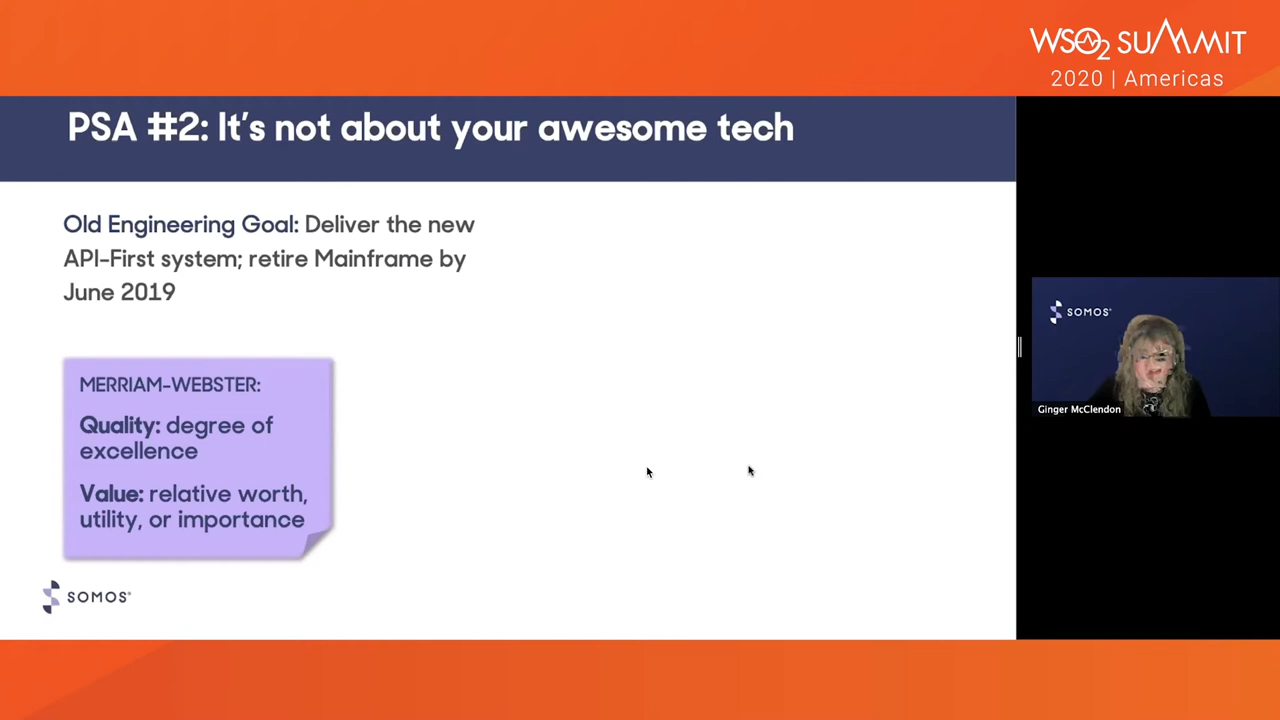 WSO2 SUMMIT
2020 | Americas
PSA #2: It's not about your awesome tech
Old Engineering Goal: Deliver the new
API-First system; retire Mainframe by
June 2019
MERRIAM-WEBSTER:
Quality: degree of
excellence
Value: relative worth,
utility, or importance
SOMOS®
SOMOS®
Ginger McClendon